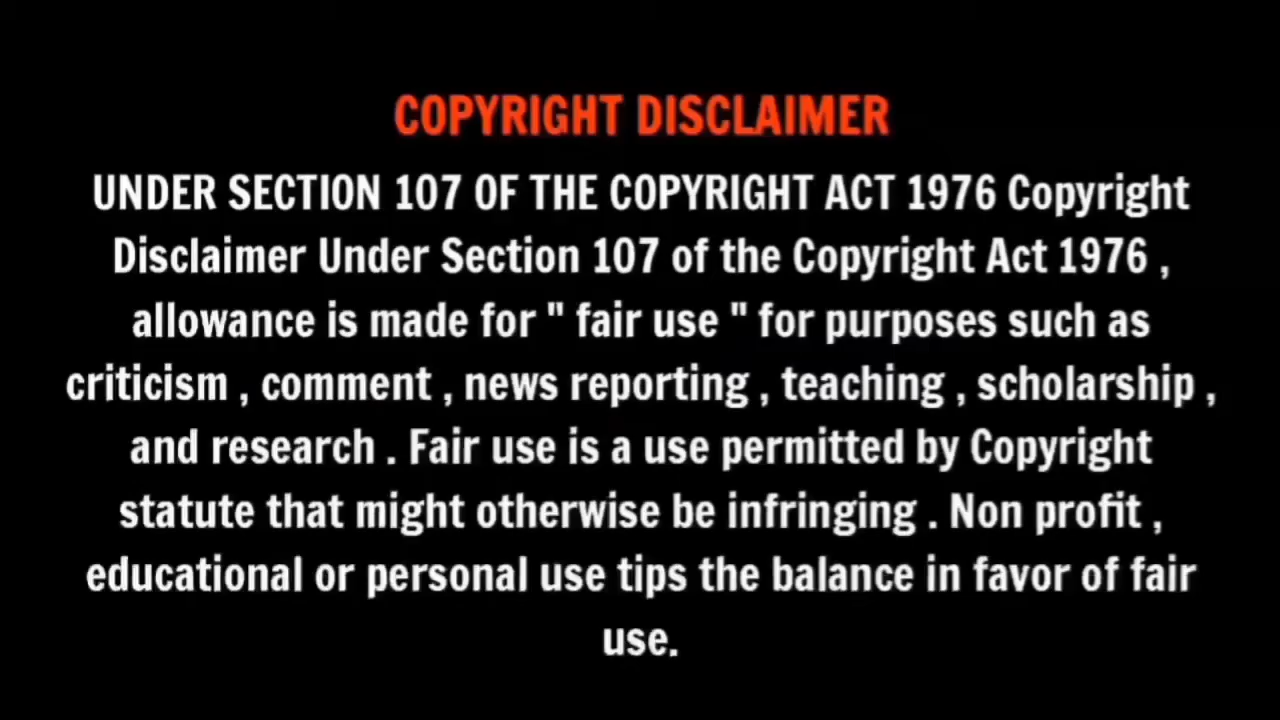 COPYRIGHT DISCLAIMER
UNDER SECTION 107 OF THE COPYRIGHT ACT 1976 Copyright
Disclaimer Under Section 107 of the Copyright Act 1976 ,
allowance is made for " fair use " for purposes such as
criticism , comment , news reporting , teaching , scholarship ,
and research . Fair use is a use permitted by Copyright
statute that might otherwise be infringing . Non profit ,
educational or personal use tips the balance in favor of fair
use.